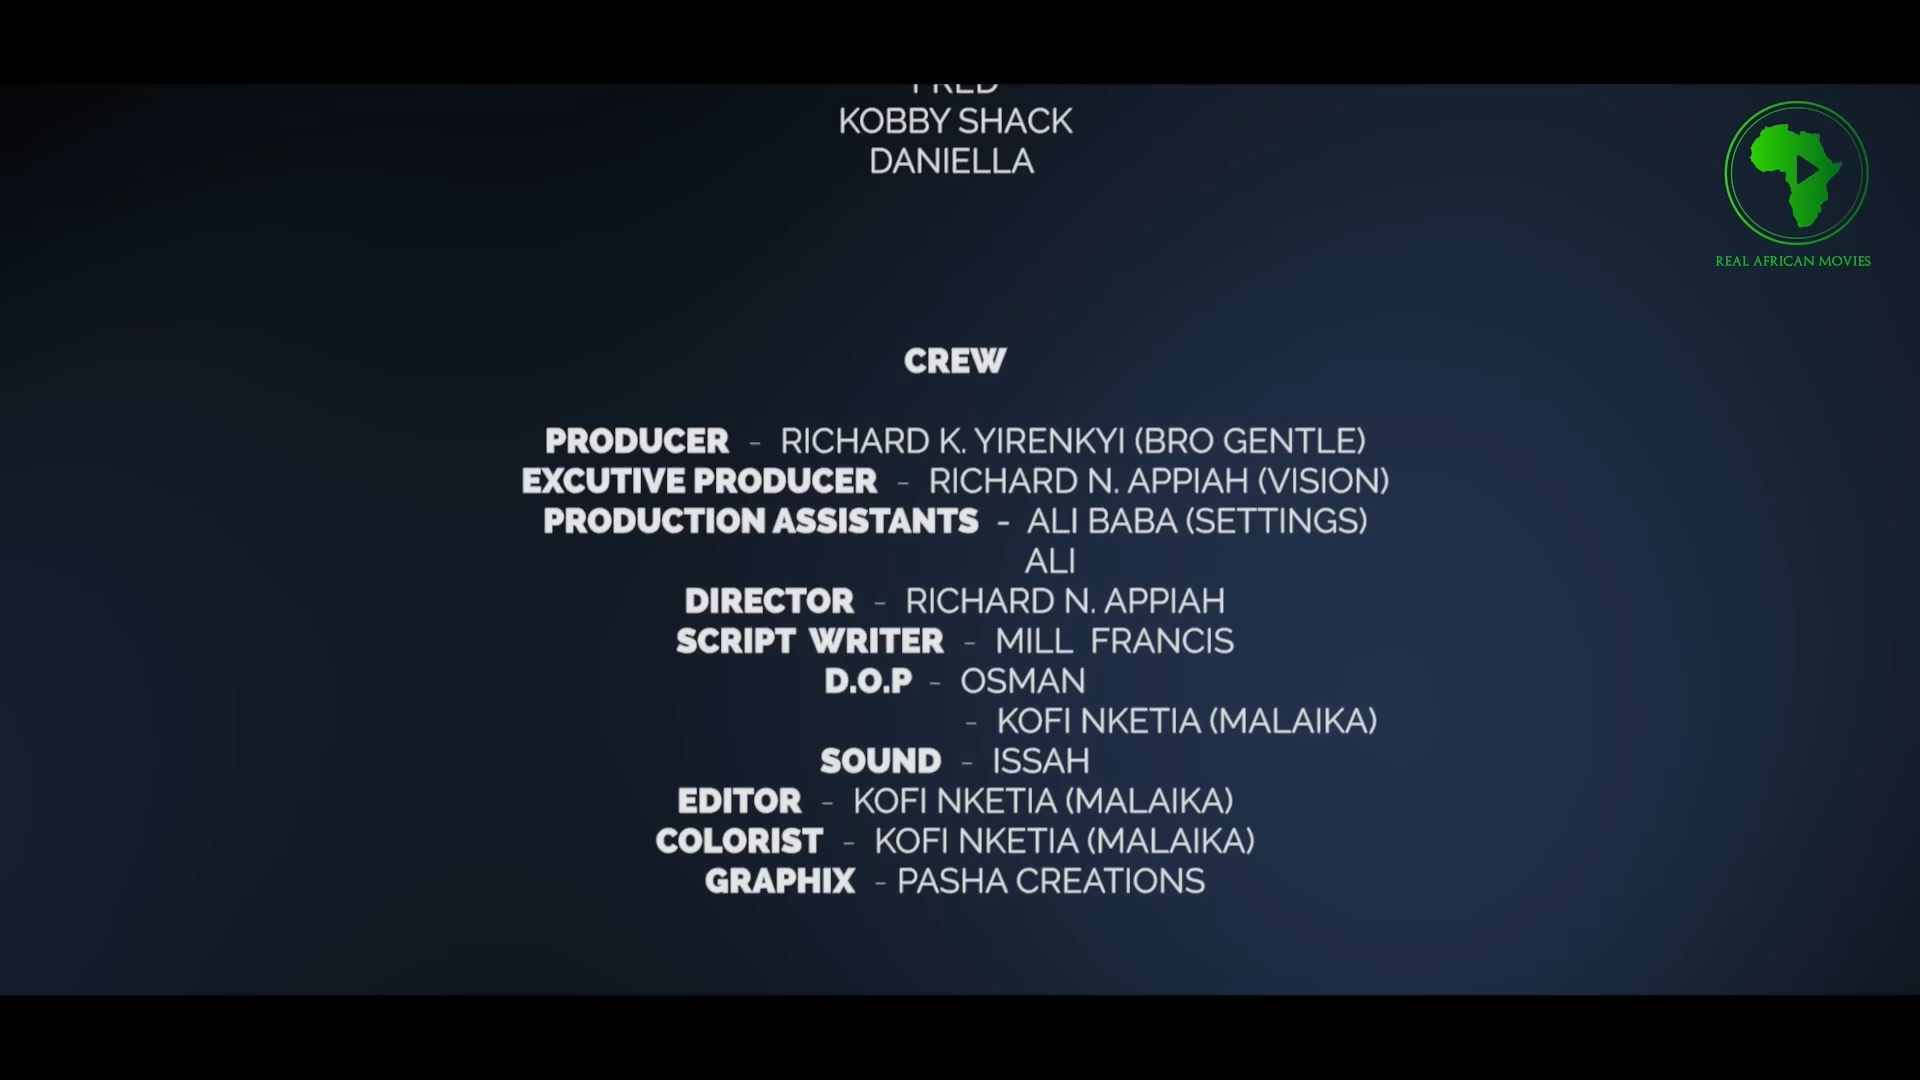 KOBBY SHACK
DANIELLA
REAL AFRICAN MOVIES
CREW
PRODUCER - RICHARD K. YIRENKYI (BRO GENTLE)
EXCUTIVE PRODUCER - RICHARD N. APPIAH (VISION)
PRODUCTION ASSISTANTS - ALI BABA (SETTINGS)
ALI
DIRECTOR - RICHARD N. APPIAH
SCRIPT WRITER - MILL FRANCIS
D.O.P - OSMAN
- KOFI NKETIA (MALAIKA)
SOUND - ISSAH
EDITOR - KOFI NKETIA (MALAIKA)
COLORIST - KOFI NKETIA (MALAIKA)
GRAPHIX - PASHA CREATIONS